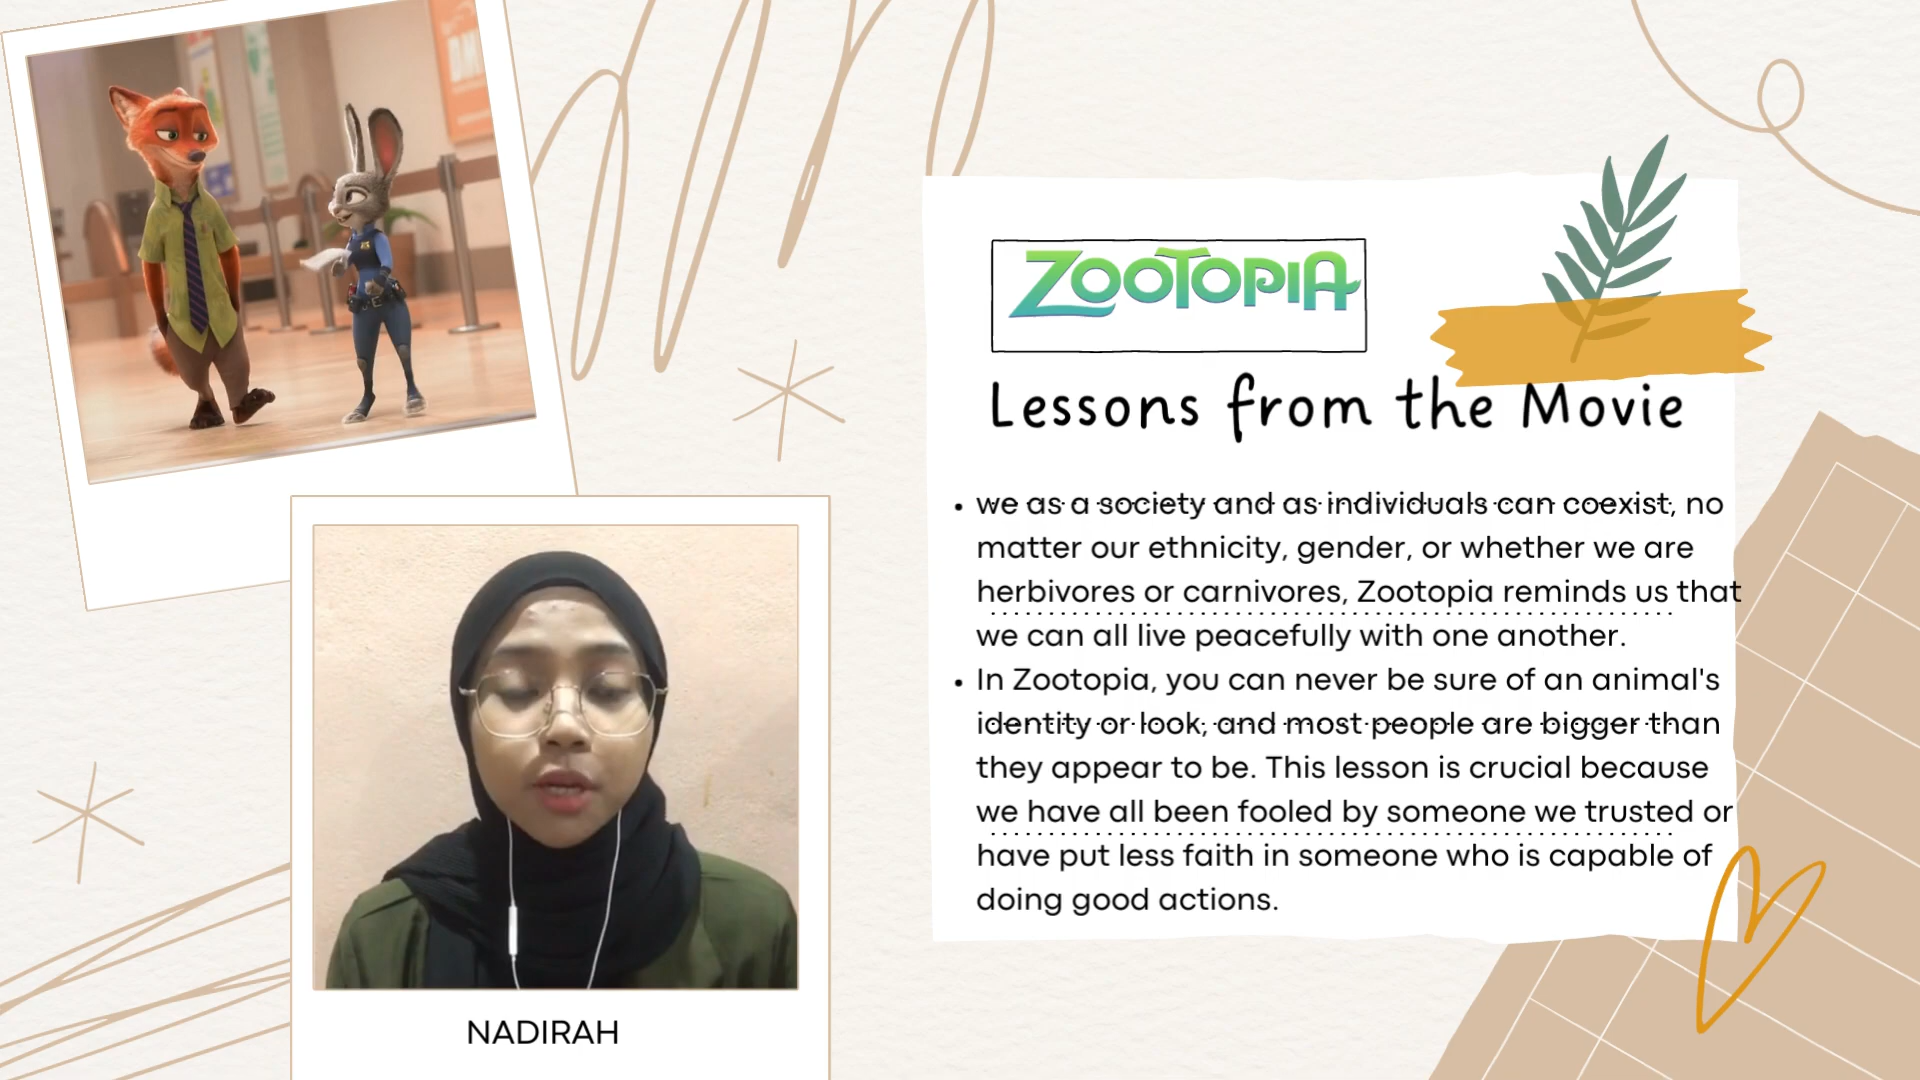 ZOOTOPIA
Lessons from the Movie
• we as a society and as individuals can coexist, no
matter our ethnicity, gender, or whether we are
herbivores or carnivores, Zootopia reminds us that
we can all live peacefully with one another.
• In Zootopia, you can never be sure of an animal's
identity or look, and most people are bigger than
they appear to be. This lesson is crucial because
we have all been fooled by someone we trusted or
have put less faith in someone who is capable of
doing good actions.
NADIRAH